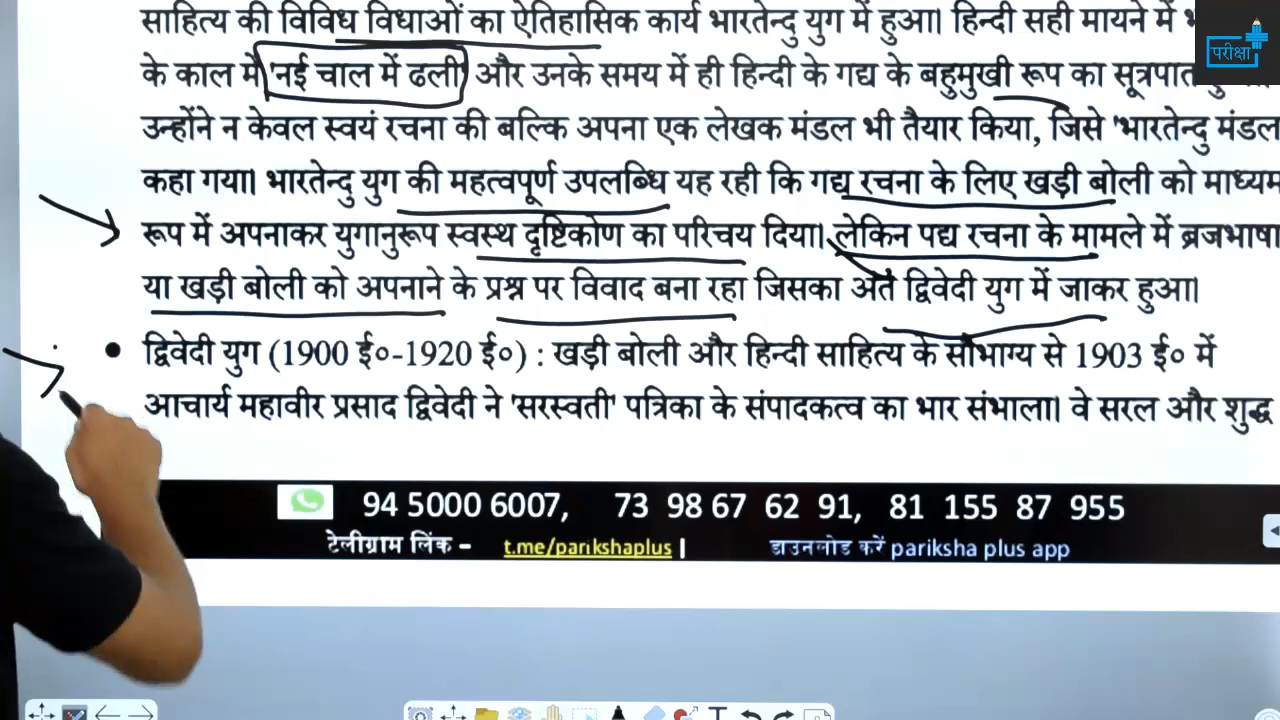 साहित्य की विविध विधाओं का ऐतिहासिक कार्य भारतेन्दु युग में हुआ। हिन्दी सही मायने में
परीक्षा
के काल में 'नई चाल में ढली' और उनके समय में ही हिन्दी के गद्य के बहुमुखी रूप का सूत्रपात
उन्होंने न केवल स्वयं रचना की बल्कि अपना एक लेखक मंडल भी तैयार किया, जिसे 'भारतेन्दु मंडल
कहा गया। भारतेन्दु युग की महत्वपूर्ण उपलब्धि यह रही कि गद्य रचना के लिए खड़ी बोली को माध्यम
रूप में अपनाकर युगानुरूप स्वस्थ दृष्टिकोण का परिचय दिया। लेकिन पद्य रचना के मामले में ब्रजभाषा
या खड़ी बोली को अपनाने के प्रश्न पर विवाद बना रहा जिसका अंत द्विवेदी युग में जाकर हुआ।
● द्विवेदी युग (1900 ई०-1920 ई०) : खड़ी बोली और हिन्दी साहित्य के सौभाग्य से 1903 ई० में
आचार्य महावीर प्रसाद द्विवेदी ने 'सरस्वती' पत्रिका के संपादकत्व का भार संभाला। वे सरल और शुद्ध
94 5000 6007, 73 98 67 62 91, 81 155 87 955
टेलीग्राम लिंक – t.me/parikshaplus | डाउनलोड करें pariksha plus app